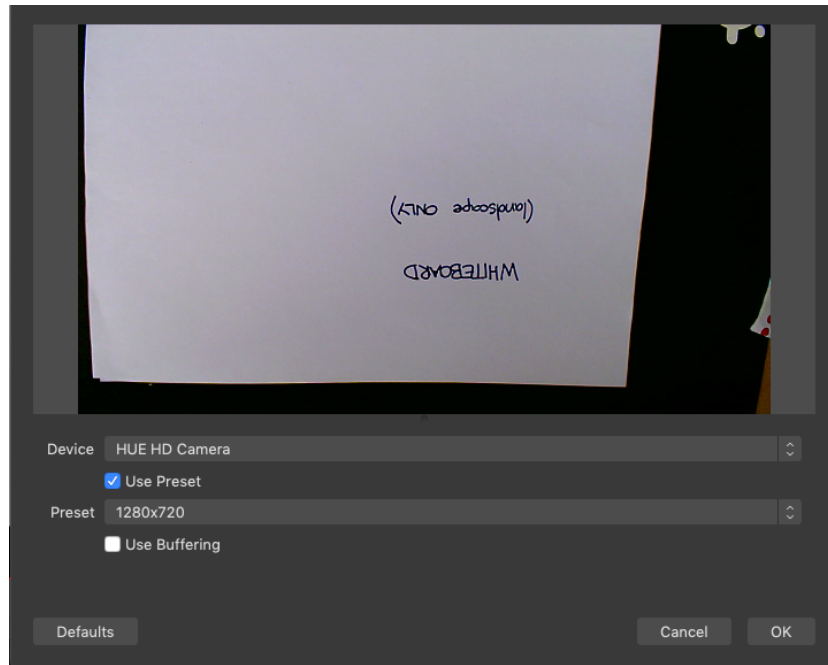 WHITEBOARD
(landscape ONLY)
Device HUE HD Camera
Use Preset
Preset 1280x720
Use Buffering
Defaults Cancel OK